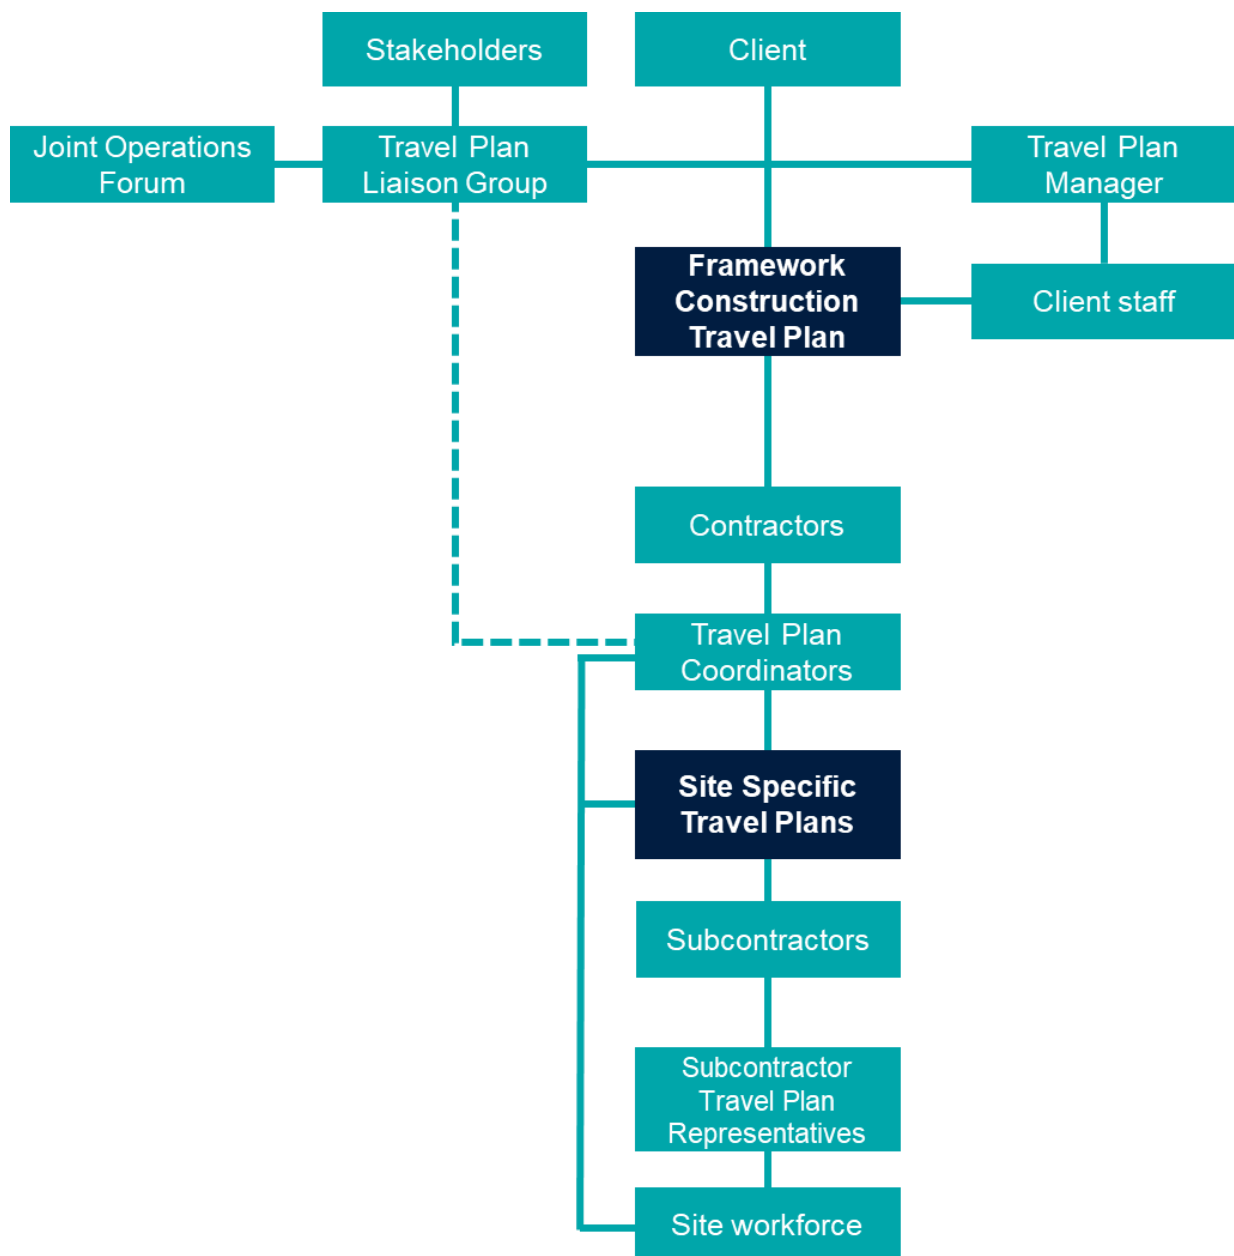 Stakeholders
Client
Joint Operations
Forum
Travel Plan
Liaison Group
Travel Plan
Manager
Framework
Construction
Travel Plan
Client staff
Contractors
Travel Plan
Coordinators
Site Specific
Travel Plans
Subcontractors
Subcontractor
Travel Plan
Representatives
Site workforce